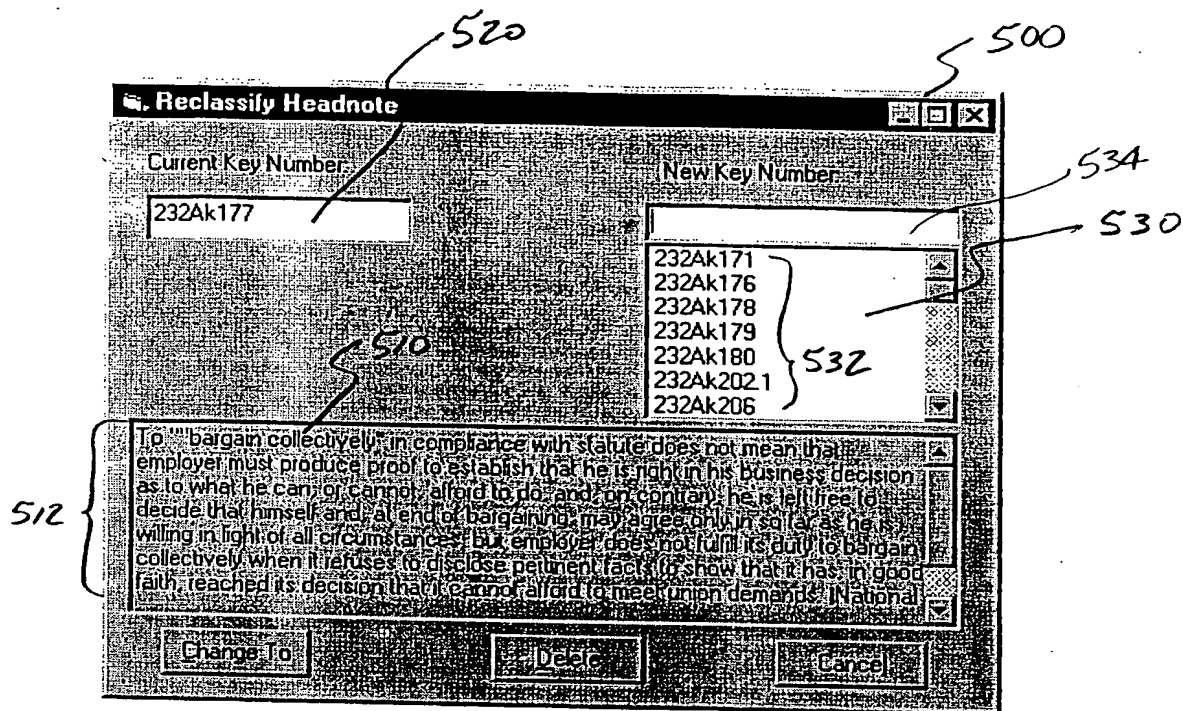 520
500
Reclassify Headnote
Current Key Number:
New Key Number:
534
232Ak177
530
232Ak171
232Ak176
232Ak178
232Ak179
232Ak180
232Ak202.1
232Ak206
532
510
512
To ""bargain collectively" in compliance with statute does not mean that
employer must produce proof to establish that he is right in his business decision
as to what he can, or cannot, afford to do, and, on contrary, he is left free to
decide that himself and, at end of bargaining, may agree only in so far as he is
willing in light of all circumstances, but employer does not fulfill its duty to bargain
collectively when it refuses to disclose pertinent facts to show that it has, in good
faith, reached its decision that it cannot afford to meet union demands. (National
Change To
Delete
Cancel